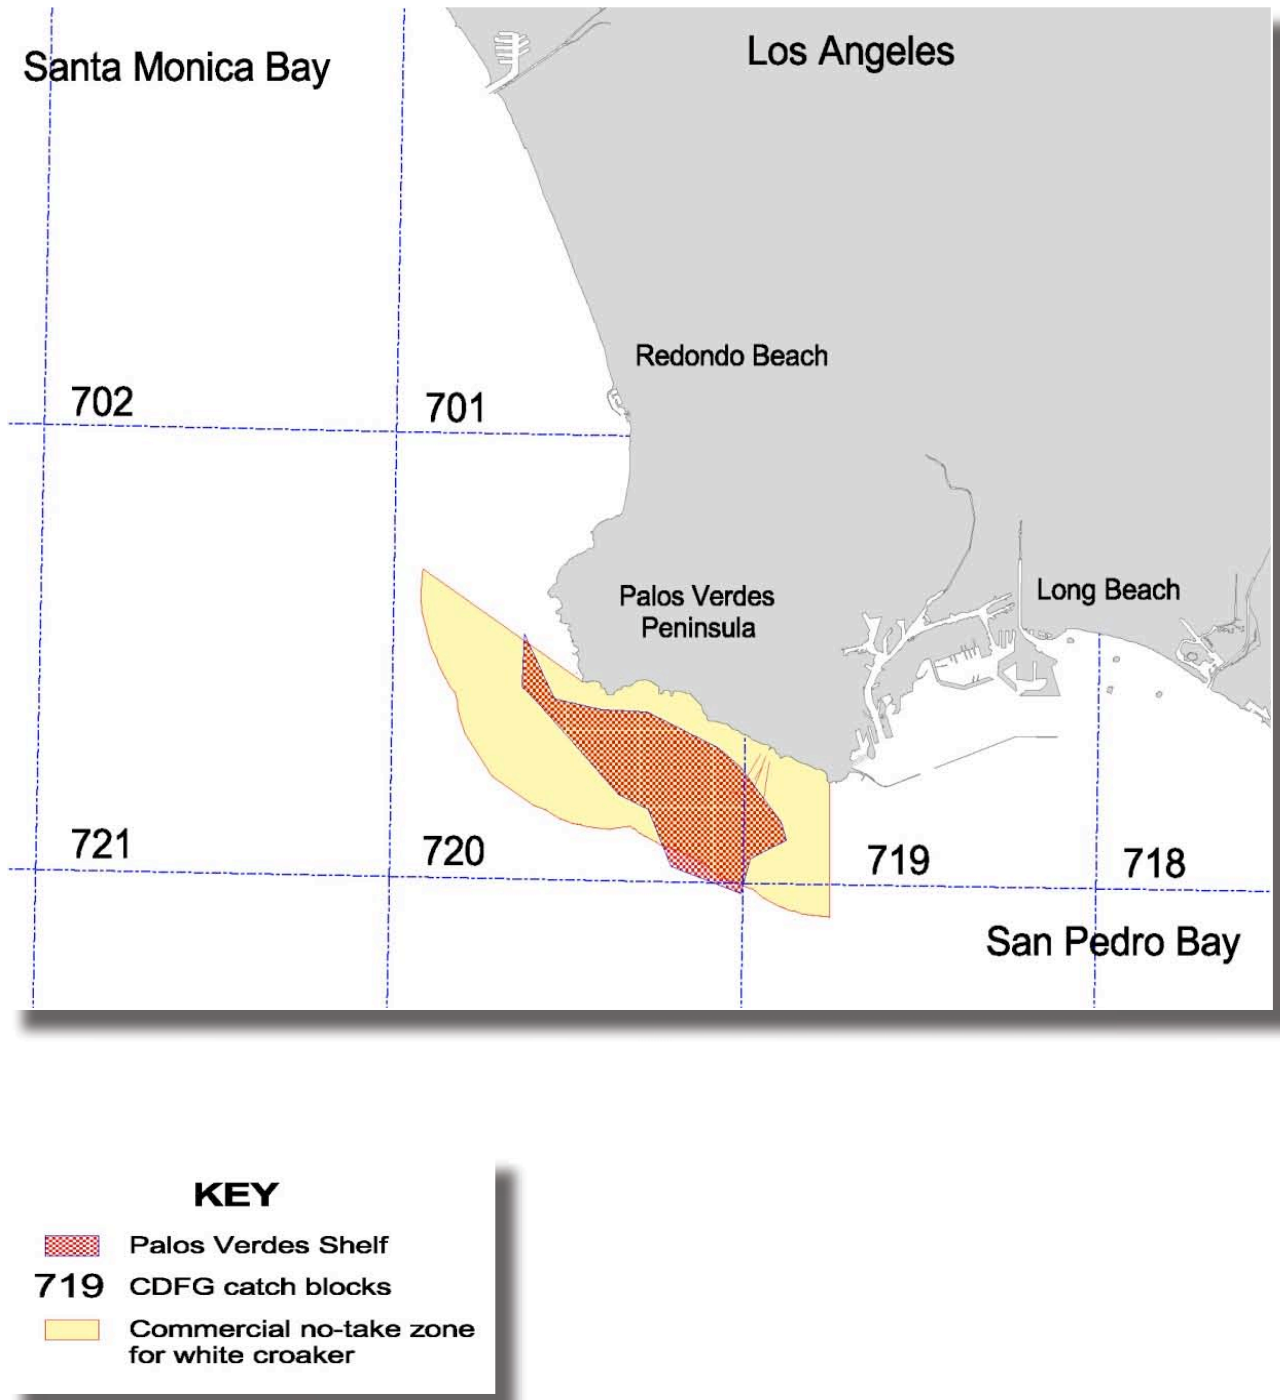 Santa Monica Bay
Los Angeles
Redondo Beach
702
701
Palos Verdes
Peninsula
Long Beach
721
720
719
718
San Pedro Bay
KEY
Palos Verdes Shelf
719 CDFG catch blocks
Commercial no-take zone
for white croaker